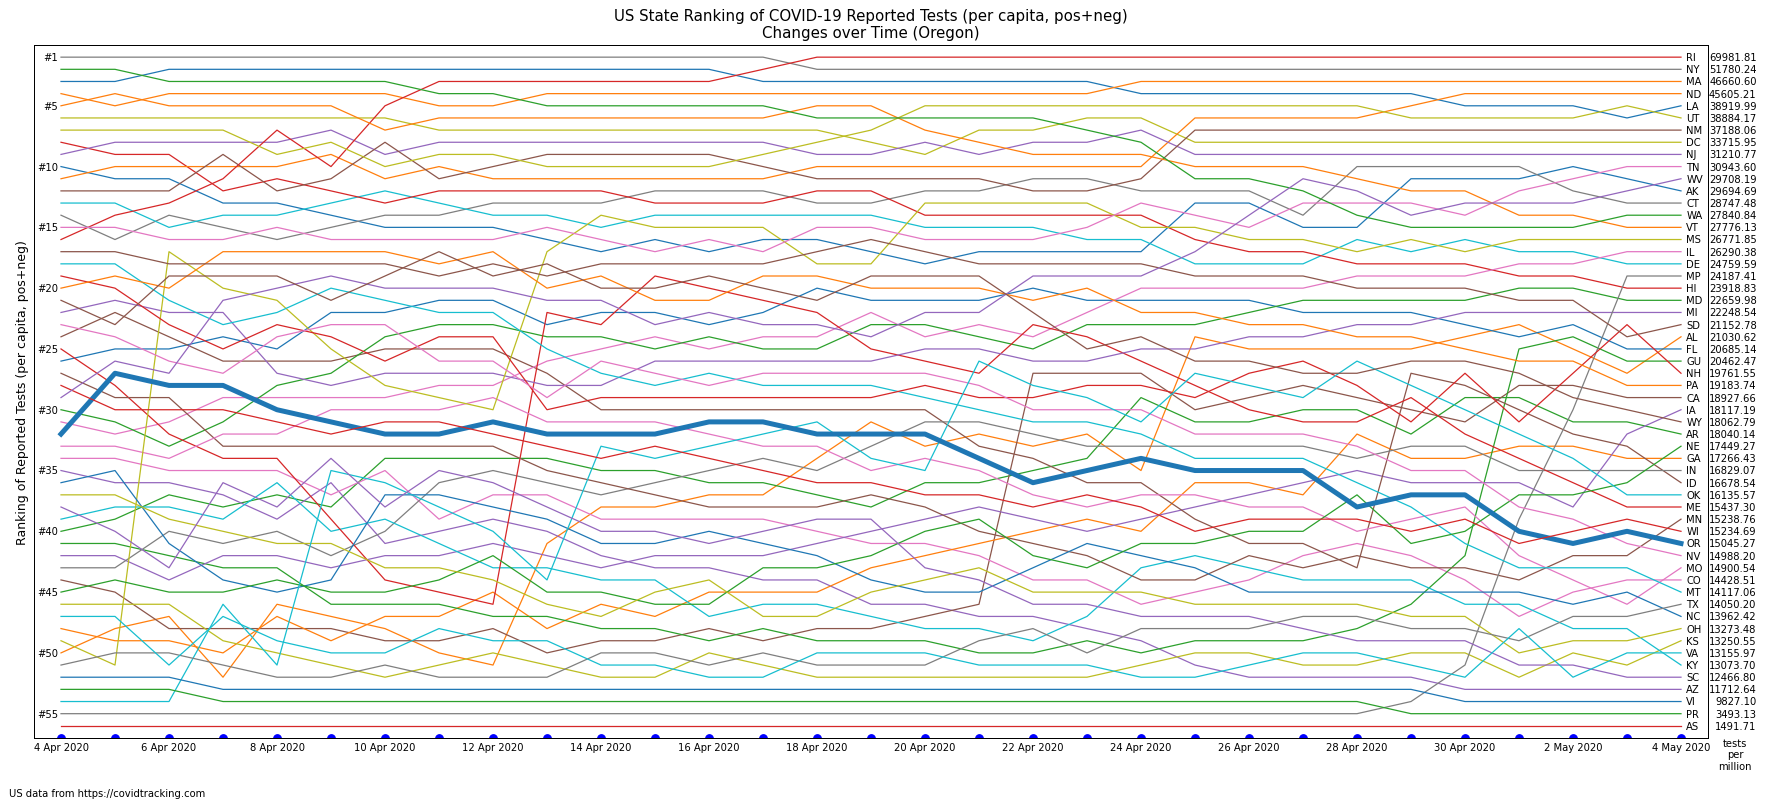 US State Ranking of COVID-19 Reported Tests (per capita, pos+neg)
Changes over Time (Oregon)
Ranking of Reported Tests (per capita, pos+neg)
#1
#5
#10
#15
#20
#25
#30
#35
#40
#45
#50
#55
RI 69981.81
NY 51780.24
MA 46660.60
ND 45605.21
LA 38919.99
UT 38884.17
NM 37188.06
DC 33715.95
NJ 31210.77
TN 30943.60
WV 29708.19
AK 29694.69
CT 28747.48
WA 27840.84
VT 27776.13
MS 26771.85
IL 26290.38
DE 24759.59
MP 24187.41
HI 23918.83
MD 22659.98
MI 22248.54
SD 21152.78
AL 21030.62
FL 20685.14
GU 20462.47
NH 19761.55
PA 19183.74
CA 18927.66
IA 18117.19
WY 18062.79
AR 18040.14
NE 17449.27
GA 17266.43
IN 16829.07
ID 16678.54
OK 16135.57
ME 15437.30
MN 15238.76
WI 15234.69
OR 15045.27
NV 14988.20
MO 14900.54
CO 14428.51
MT 14117.06
TX 14050.20
NC 13962.42
OH 13273.48
KS 13250.55
VA 13155.97
KY 13073.70
SC 12466.80
AZ 11712.64
VI 9827.10
PR 3493.13
AS 1491.71
4 Apr 2020
6 Apr 2020
8 Apr 2020
10 Apr 2020
12 Apr 2020
14 Apr 2020
16 Apr 2020
18 Apr 2020
20 Apr 2020
22 Apr 2020
24 Apr 2020
26 Apr 2020
28 Apr 2020
30 Apr 2020
2 May 2020
4 May 2020
tests
per
million
US data from https://covidtracking.com